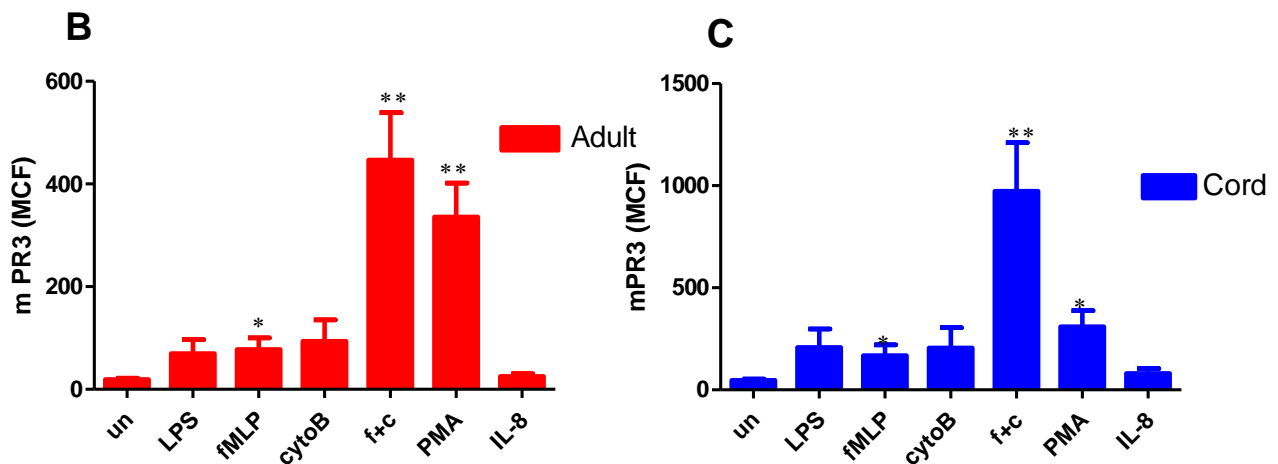 B
m PR3 (MCF)
600
400
200
0
*
**
**
Adult
un
LPS
fMLP
cytoB
f+c
PMA
IL-8
C
mPR3 (MCF)
1500
1000
500
0
*
**
*
Cord
un
LPS
fMLP
cytoB
f+c
PMA
IL-8